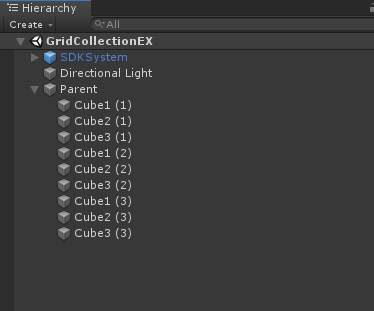 Hierarchy
Create All
GridCollectionEX
SDKSystem
Directional Light
Parent
Cube1 (1)
Cube2 (1)
Cube3 (1)
Cube1 (2)
Cube2 (2)
Cube3 (2)
Cube1 (3)
Cube2 (3)
Cube3 (3)